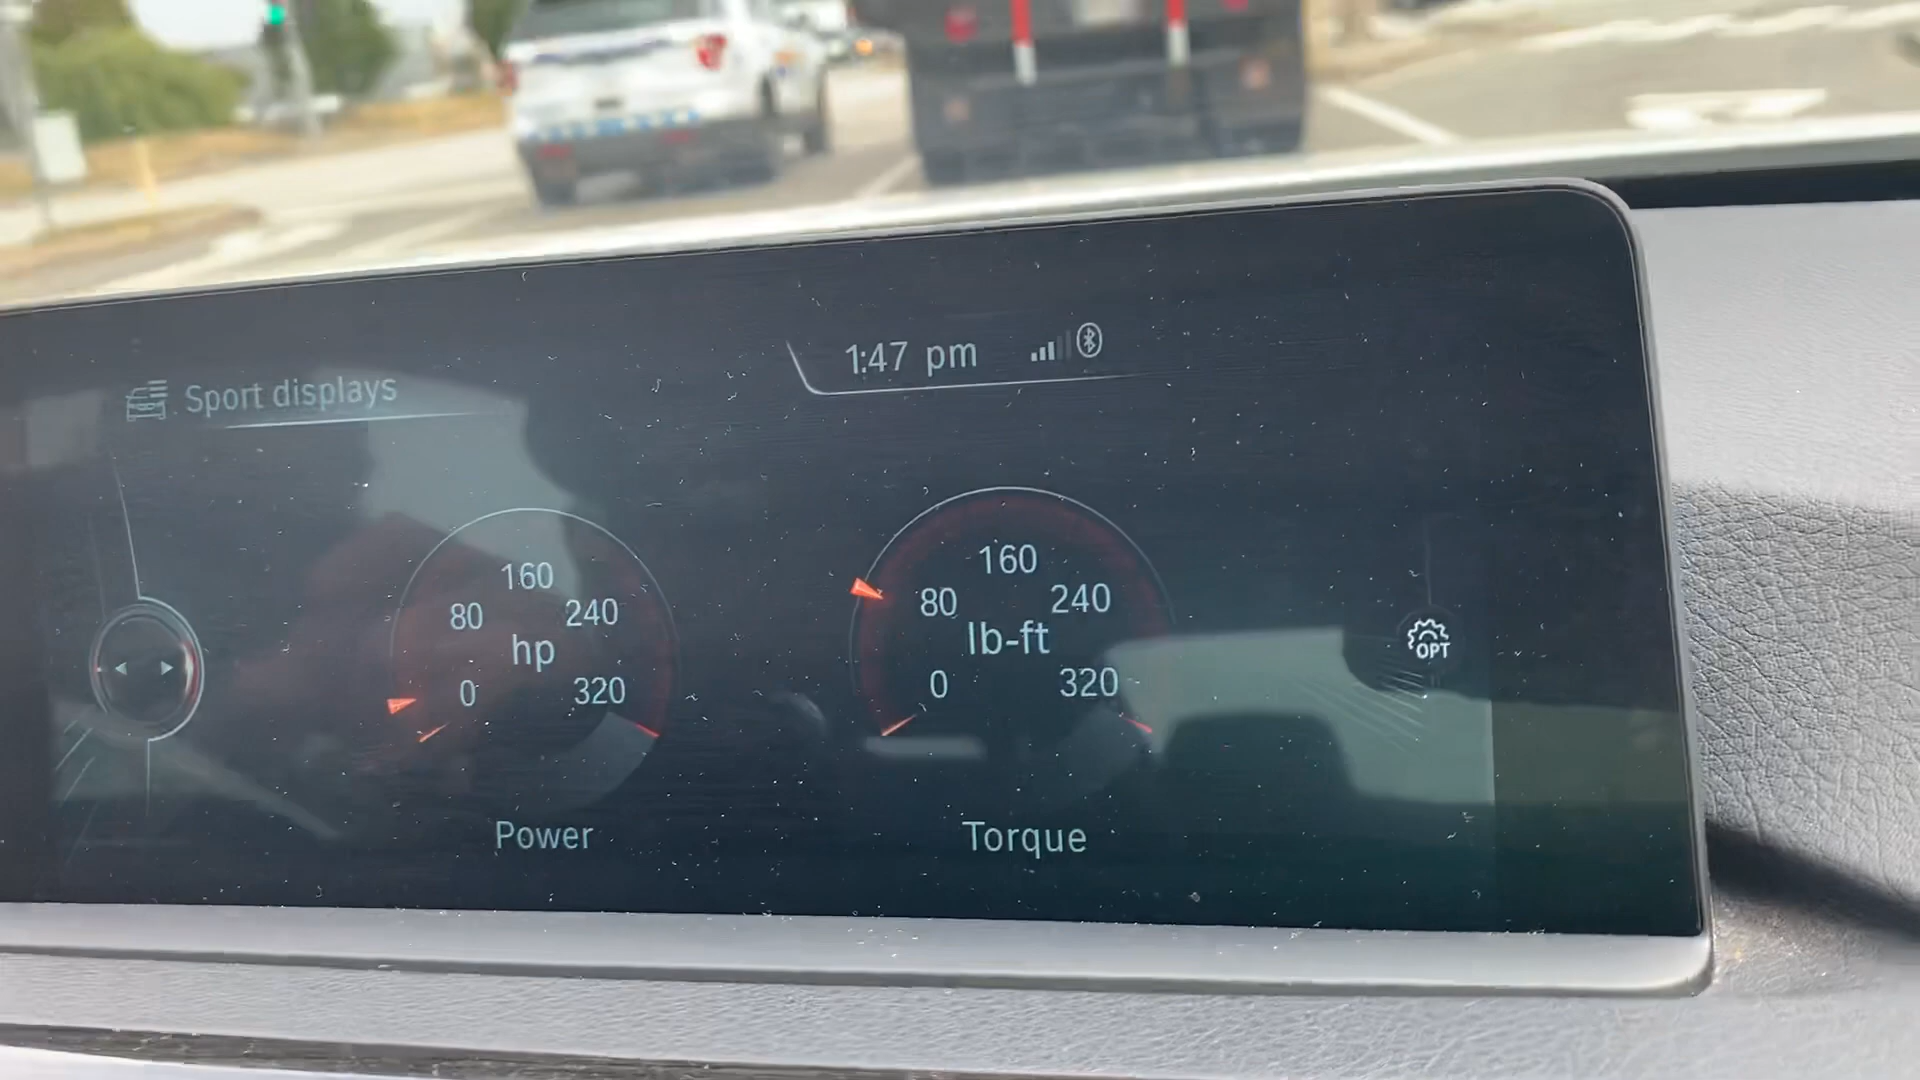 1:47 pm
Sport displays
160
80
240
hp
0
320
Power
160
80
240
lb-ft
0
320
Torque
OPT